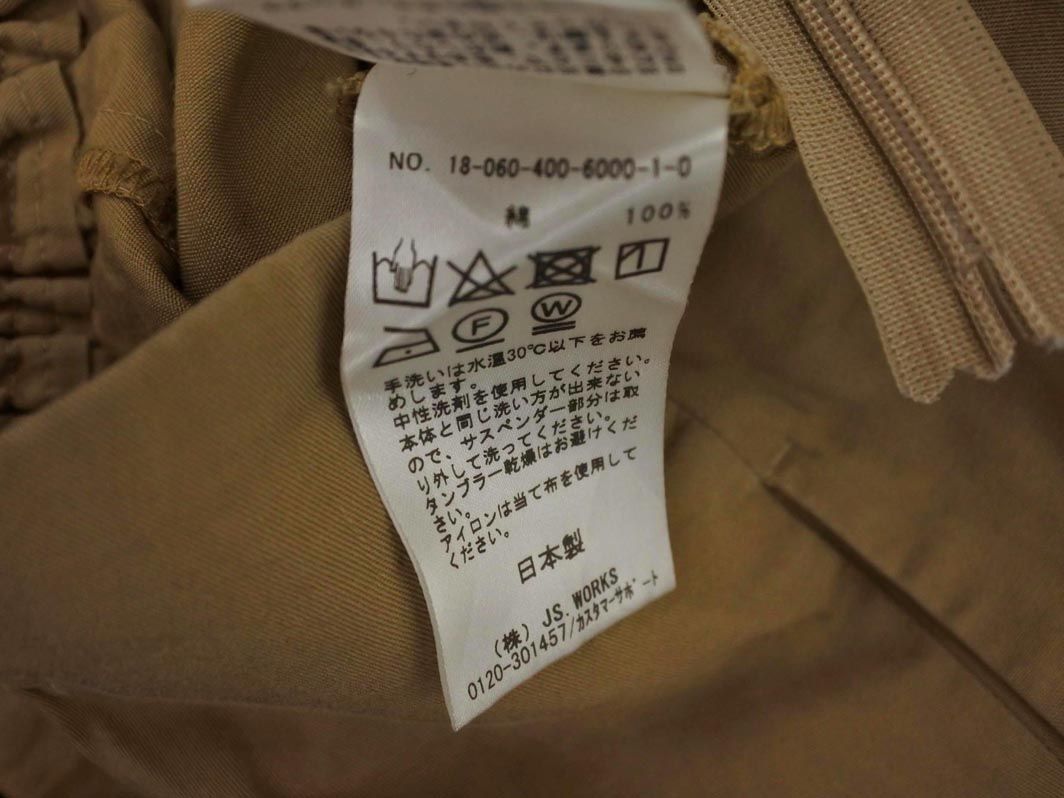 NO. 18-060-400-6000-1-0
綿 100%
F W
手洗いは水温30℃以下をお薦
めします。
中性洗剤を使用してください。
本体と同じ洗い方が出来ない
ので、サスペンダー部分は取
り外して洗ってください。
タンブラー乾燥はお避けくだ
さい。
アイロンは当て布を使用して
ください。
日本製
(株) JS.WORKS
0120-301457/カスタマーサポート